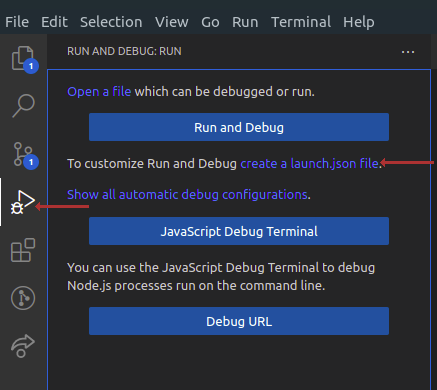 File Edit Selection View Go Run Terminal Help
RUN AND DEBUG: RUN ...
1
Open a file which can be debugged or run.
Run and Debug
1
To customize Run and Debug create a launch.json file.
Show all automatic debug configurations.
JavaScript Debug Terminal
You can use the JavaScript Debug Terminal to debug
Node.js processes run on the command line.
Debug URL